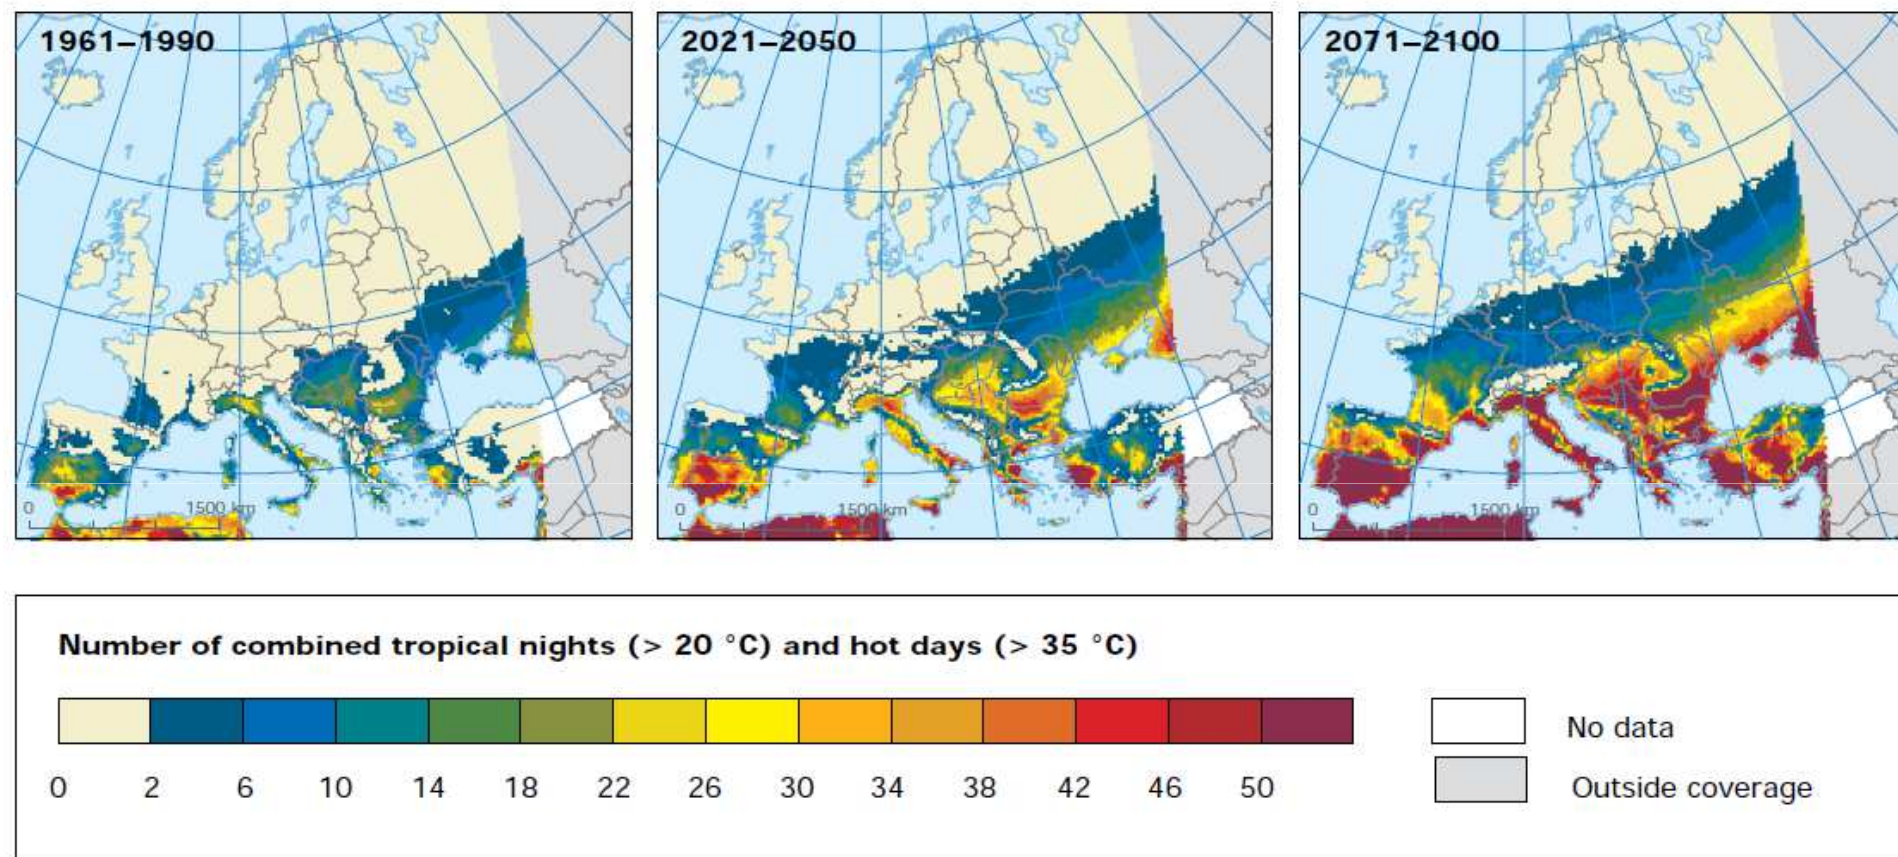 1961–1990 2021–2050 2071–2100
0 1500 km 0 1500 km 0 1500 km
Number of combined tropical nights (> 20 °C) and hot days (> 35 °C)
No data
0 2 6 10 14 18 22 26 30 34 38 42 46 50
Outside coverage